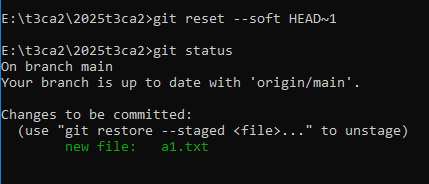 E:\t3ca2\2025t3ca2>git reset --soft HEAD~1
E:\t3ca2\2025t3ca2>git status
On branch main
Your branch is up to date with 'origin/main'.
Changes to be committed:
  (use "git restore --staged <file>..." to unstage)
        new file:   a1.txt